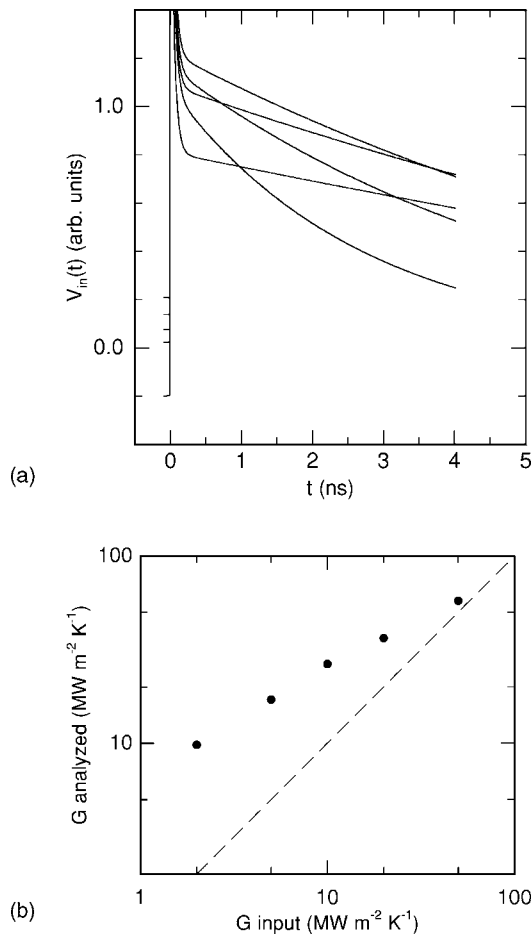 1.0
0.0
V_in(t) (arb. units)
0 1 2 3 4 5
t (ns)
(a)
100
10
G analyzed (MW m⁻² K⁻¹)
1 10 100
G input (MW m⁻² K⁻¹)
(b)